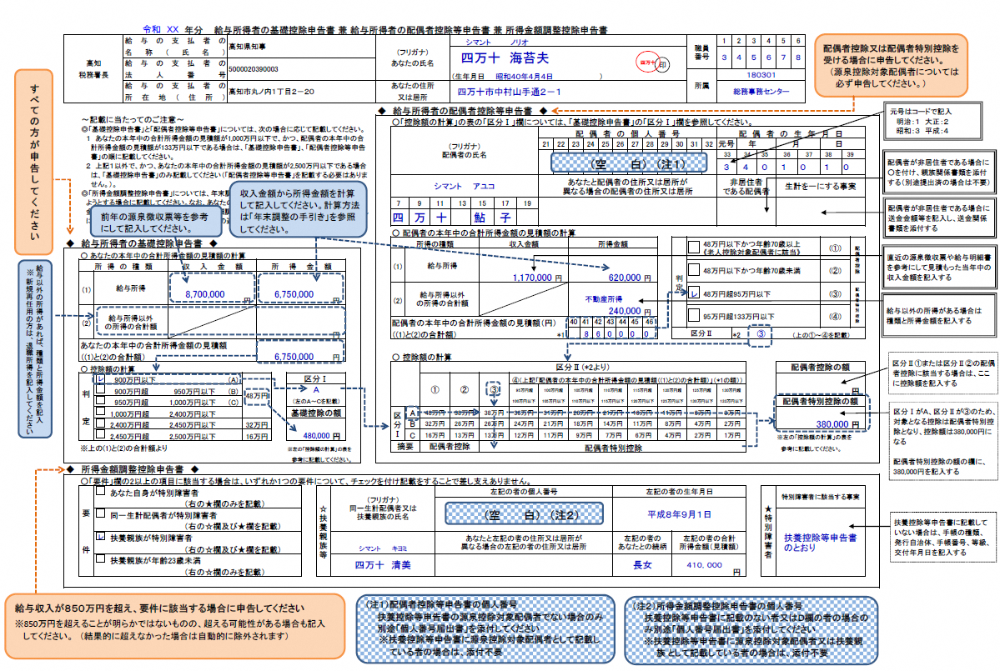 令和 XX 年分 給与所得者の基礎控除申告書 兼 給与所得者の配偶者控除等申告書 兼 所得金額調整控除申告書
高知
税務署長
給与の支払者の
名称（氏名）
高知県知事
給与の支払者の
法人番号
5000020390003
給与の支払者の
所在地（住所）
高知市丸ノ内1丁目2－20
（フリガナ）
あなたの氏名
シマント ノリオ
四万十 海苔夫
四万十
印
（生年月日 昭和40年4月4日 ）
あなたの住所
又は居所
四万十市中村山手通2－1
職員
番号
1 2 3 4 5 6
3 4 5 6 7 8
所属
180301
総務事務センター
配偶者控除又は配偶者特別控除を
受ける場合に申告してください。
（源泉控除対象配偶者については
必ず申告してください。）
すべての方が申告してください
～記載に当たってのご注意～
◎「基礎控除申告書」と「配偶者控除等申告書」については、次の場合に応じて記載してください。
1 あなたの本年中の合計所得金額の見積額が1,000万円以下で、かつ、配偶者の本年中の合
計所得金額の見積額が133万円以下である場合は、「基礎控除申告書」、「配偶者控除等申告
書」の順に記載してください。
2 上記1以外で、かつ、あなたの本年中の合計所得金額の見積額が2,500万円以下である場合
は、「基礎控除申告書」のみ記載してください（「配偶者控除等申告書」を記載する必要はありま
せん。）。
◎「所得金額調整控除申告書」については、年末調
ようとする場合に記載してください。なお、あなた
前年の源泉徴収票等を参考
にして記入してください。
収入金額から所得金額を計算
して記入してください。計算方法
は「年末調整の手引き」を参照
してください。
◆ 給与所得者の配偶者控除等申告書 ◆
○「控除額の計算」の表の「区分Ⅰ」欄については、「基礎控除申告書」の「区分Ⅰ」欄を参照してください。
（フリガナ）
配偶者の氏名
配偶者の個人番号
21 22 23 24 25 26 27 28 29 30 31 32
（空 白）（注1）
配偶者の生年月日
元号 年 月 日
33 34 35 36 37 38 39
3 4 0 1 0 1 0
シマント アユコ
7 9 11 13 15 17 19
四 万 十 鮎 子
あなたと配偶者の住所又は居所が
異なる場合の配偶者の住所又は居所
非居住者
である配偶者
生計を一にする事実
元号はコードで記入
明治：1 大正：2
昭和：3 平成：4
配偶者が非居住者である場合に
○を付け、親族関係書類を添付
する（別途提出済の場合は不要）
配偶者が非居住者である場合に
送金金額等を記入し、送金関係
書類を添付する
直近の源泉徴収票や給与明細書
を参考にして見積もった当年中の
収入金額を記入する
給与以外の所得がある場合は
種類と所得金額を記入する
◆ 給与所得者の基礎控除申告書 ◆
○ あなたの本年中の合計所得金額の見積額の計算
所得の種類 収入金額 所得金額
(1) 給与所得 8,700,000 円 6,750,000 円
(2) 給与所得以外
の所得の合計額
円
あなたの本年中の合計所得金額の見積額
（(1)と(2)の合計額） 6,750,000 円
給与以外の所得があれば、種類と所得金額を記入
※新規再任用の方は、退職所得を記入してください
○ 控除額の計算
判定
レ 900万円以下 (A)
900万円超 950万円以下 (B)
950万円超 1,000万円以下 (C)
48万円
1,000万円超 2,400万円以下
2,400万円超 2,450万円以下 32万円
2,450万円超 2,500万円以下 16万円
※上の(1)と(2)の合計額より
区分Ⅰ
A
（左のA～Cを記載）
基礎控除の額
480,000 円
※左の「控除額の計算」の表を
参考に記載してください。
○ 配偶者の本年中の合計所得金額の見積額の計算
所得の種類 収入金額 所得金額
(1) 給与所得 1,170,000 円 620,000 円
(2) 給与所得以外
の所得の合計額
不動産所得
240,000 円
配偶者の本年中の合計所得金額の見積額（円）
（(1)と(2)の合計額） *1
40 41 42 43 44 45 46
8 6 0 0 0 0
判定
48万円以下かつ年齢70歳以上
《老人控除対象配偶者に該当》 (①)
48万円以下かつ年齢70歳未満 (②)
レ 48万円超95万円以下 (③)
95万円超133万円以下 (④)
配偶者控除
配偶者特別控除
区分Ⅱ *2 ③ （上の①～④を記載）
○ 控除額の計算
区分Ⅱ（*2より）
① ② ③ ④（上記「配偶者の本年中の合計所得金額の見積額（(1)と(2)の合計額）」（*1の額））
95万円超 100万円超 105万円超 110万円超 115万円超 120万円超 125万円超 130万円超
100万円以下 105万円以下 110万円以下 115万円以下 120万円以下 125万円以下 130万円以下 133万円以下
区分Ⅰ
A 48万円 38万円 38万円 36万円 31万円 26万円 21万円 16万円 11万円 6万円 3万円
B 32万円 26万円 26万円 24万円 21万円 18万円 14万円 11万円 8万円 4万円 2万円
C 16万円 13万円 13万円 12万円 11万円 9万円 7万円 6万円 4万円 2万円 1万円
摘要 配偶者控除 配偶者特別控除
配偶者控除の額
円
配偶者特別控除の額
380,000 円
※左の「控除額の計算」の表を
参考に記載してください。
区分Ⅱ①または区分Ⅱ②の配偶
者控除に該当する場合は、ここ
に控除額を記入する
区分ⅠがA、区分Ⅱが③のため、
対象となる控除は配偶者特別控
除となり、控除額は380,000円に
なる
配偶者特別控除の額の欄に、
380,000円を記入する
◆ 所得金額調整控除申告書 ◆
○「要件」欄の2以上の項目に該当する場合は、いずれか1つの要件について、チェックを付け記載をすることで差し支えありません。
要件
あなた自身が特別障害者
（右の★欄のみを記載）
同一生計配偶者が特別障害者
（右の☆欄及び★欄を記載）
レ 扶養親族が特別障害者
（右の☆欄及び★欄を記載）
扶養親族が年齢23歳未満
（右の☆欄のみを記載）
☆扶養親族等
（フリガナ）
同一生計配偶者又は
扶養親族の氏名
シマント キヨミ
四万十 清美
左記の者の個人番号
（空 白）（注2）
左記の者の生年月日
平成8年9月1日
あなたと左記の者の住所又は居所が
異なる場合の左記の者の住所又は居所
左記の者の
あなたとの続柄
長女
左記の者の合計
所得金額（見積額）
410,000
円
★特別障害者
特別障害者に該当する事実
扶養控除等申告書
のとおり
扶養控除等申告書に記載して
いない場合は、手帳の種類、
発行自治体、手帳番号、等級、
交付年月日を記入する
給与収入が850万円を超え、要件に該当する場合に申告してください
※850万円を超えることが明らかではないものの、超える可能性がある場合も記入
してください。（結果的に超えなかった場合は自動的に除外されます）
（注1）配偶者控除等申告書の個人番号
扶養控除等申告書の源泉控除対象配偶者でない場合のみ
別途「個人番号届出書」を添付してください
※扶養控除等申告書に源泉控除対象配偶者として記載し
ている者の場合は、添付不要
（注2）所得金額調整控除申告書の個人番号
扶養控除等申告書に記載のない者又はD欄の者の場合の
み別途「個人番号届出書」を添付してください
※扶養控除等申告書に源泉控除対象配偶者又は扶養親
族として記載している者の場合は、添付不要